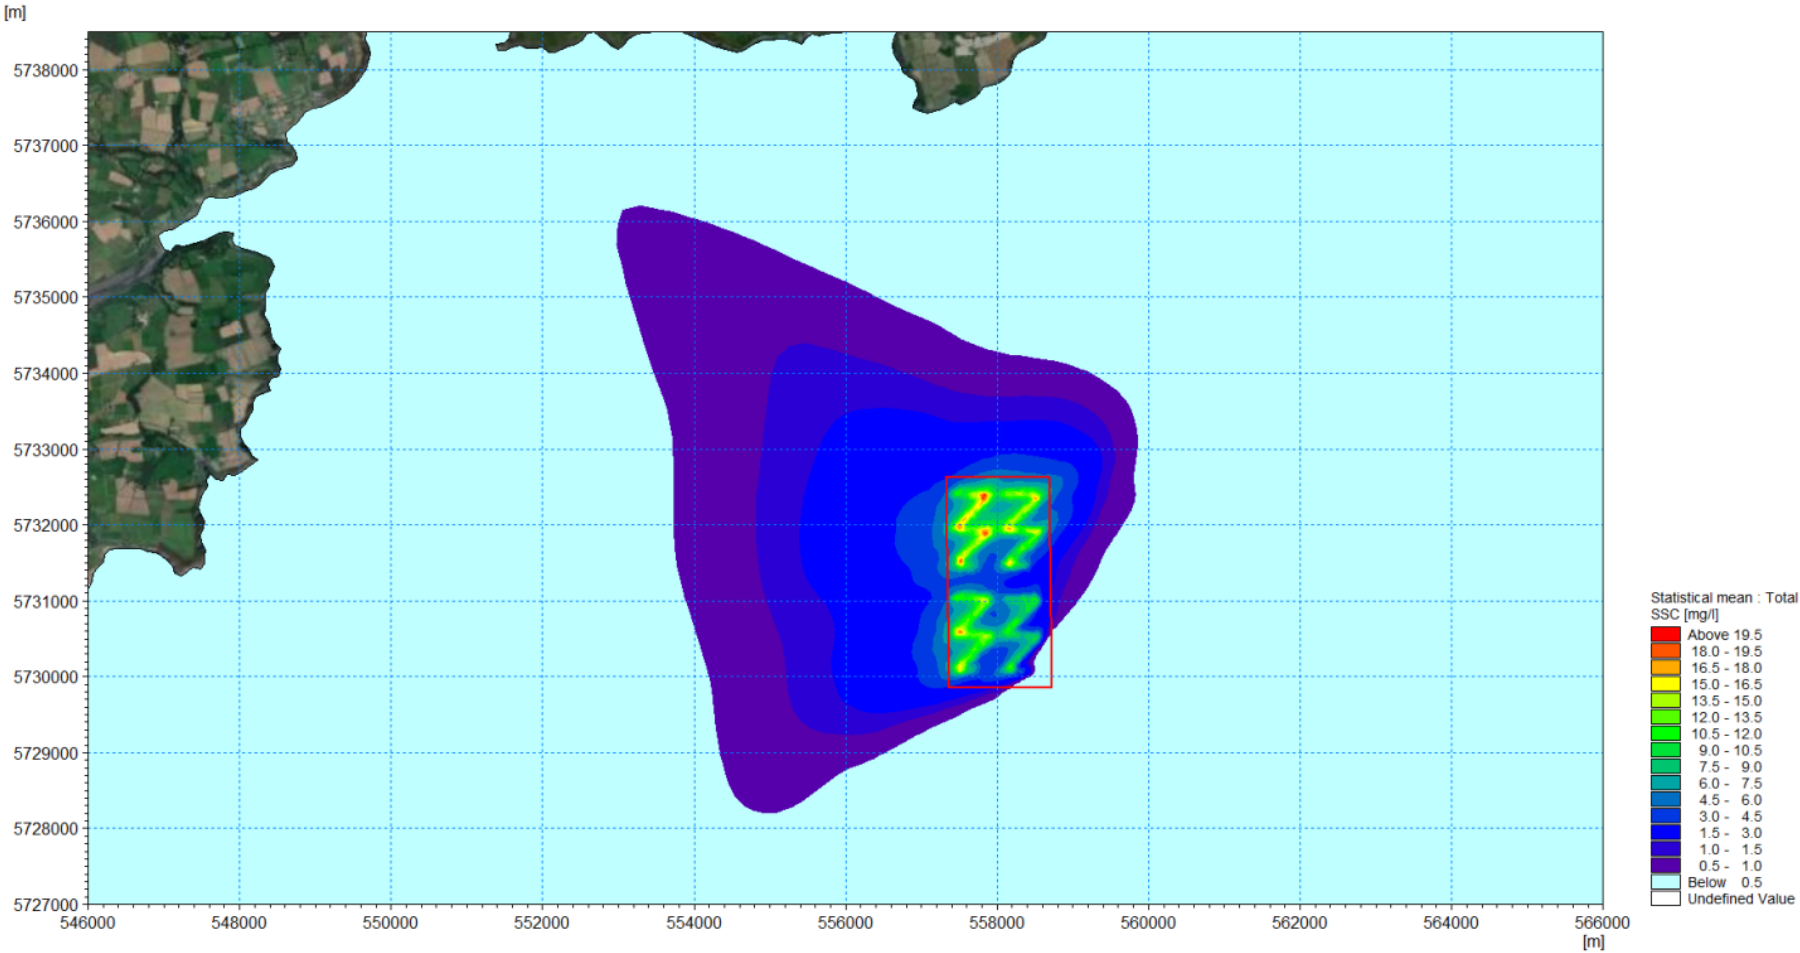 [m]
5738000
5737000
5736000
5735000
5734000
5733000
5732000
5731000
5730000
5729000
5728000
5727000
546000 548000 550000 552000 554000 556000 558000 560000 562000 564000 566000
[m]
Statistical mean : Total
SSC [mg/l]
Above 19.5
18.0 - 19.5
16.5 - 18.0
15.0 - 16.5
13.5 - 15.0
12.0 - 13.5
10.5 - 12.0
9.0 - 10.5
7.5 - 9.0
6.0 - 7.5
4.5 - 6.0
3.0 - 4.5
1.5 - 3.0
1.0 - 1.5
0.5 - 1.0
Below 0.5
Undefined Value